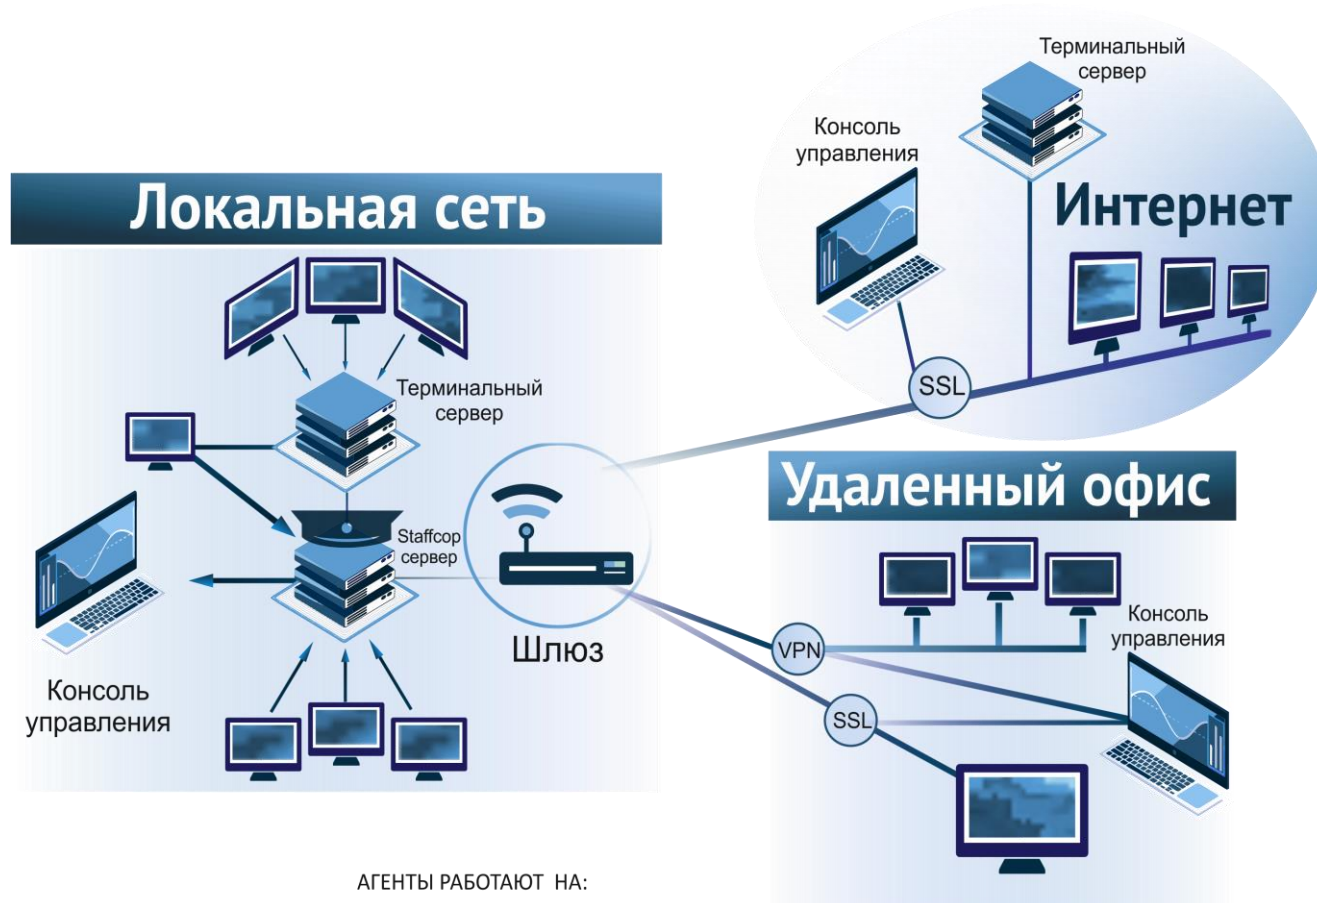 Терминальный
сервер
Консоль
управления
Интернет
SSL
Локальная сеть
Терминальный
сервер
Staffcop
сервер
Шлюз
Консоль
управления
Удаленный офис
VPN
Консоль
управления
SSL
АГЕНТЫ РАБОТАЮТ НА: